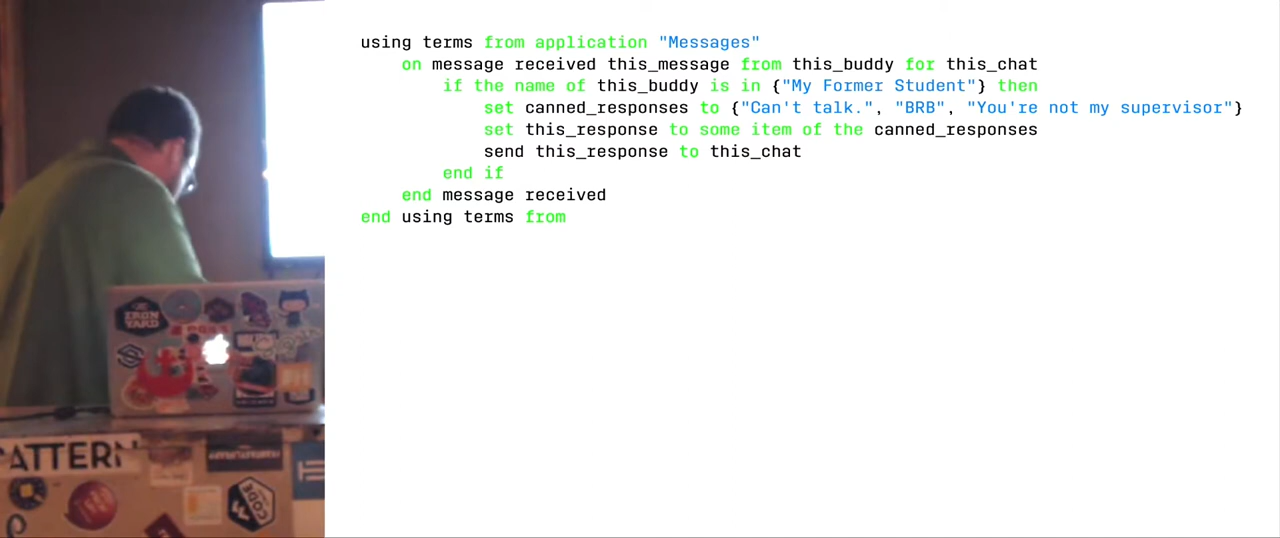 using terms from application "Messages"
on message received this_message from this_buddy for this_chat
if the name of this_buddy is in {"My Former Student"} then
set canned_responses to {"Can't talk.", "BRB", "You're not my supervisor"}
set this_response to some item of the canned_responses
send this_response to this_chat
end if
end message received
end using terms from
IRON
YARD
ATTERN
CODE